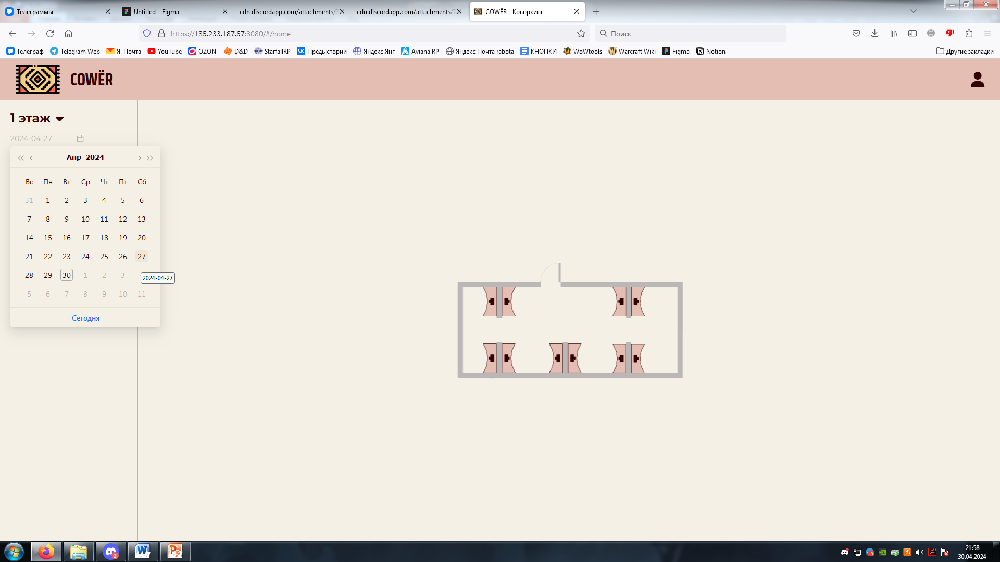 Телеграммы
Untitled – Figma
cdn.discordapp.com/attachments/7
cdn.discordapp.com/attachments/7
COWËR - Коворкинг
https://185.233.187.57:8080/#/home
Поиск
Телеграф
Telegram Web
Я. Почта
YouTube
OZON
D&D
StarfallRP
Предыстории
Яндекс.Янг
Aviana RP
Яндекс Почта rabota
КНОПКИ
WoWtools
Warcraft Wiki
Figma
Notion
Другие закладки
COWËR
1 этаж
2024-04-27
Апр 2024
Вс Пн Вт Ср Чт Пт Сб
31 1 2 3 4 5 6
7 8 9 10 11 12 13
14 15 16 17 18 19 20
21 22 23 24 25 26 27
28 29 30 1 2 3
2024-04-27
5 6 7 8 9 10 11
Сегодня
2
21:58
30.04.2024